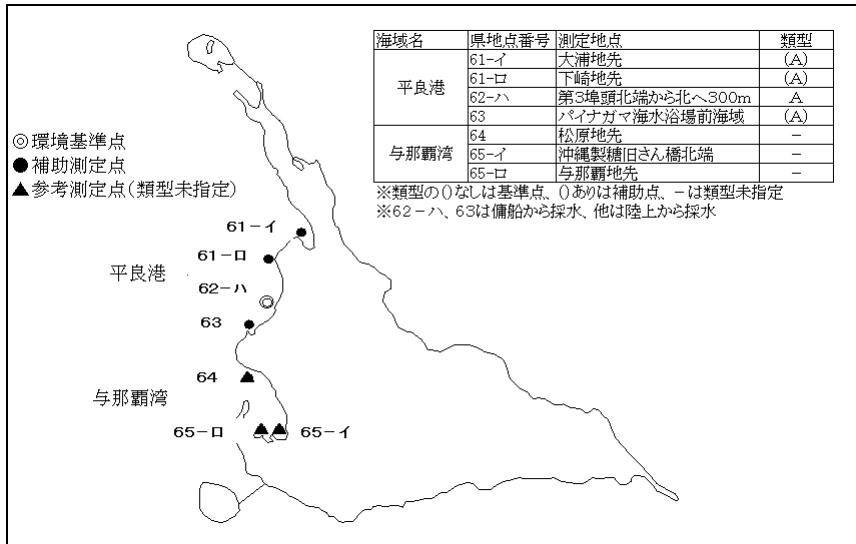 海域名 県地点番号 測定地点 類型
平良港
61-イ 大浦地先 (A)
61-ロ 下崎地先 (A)
62-ハ 第3埠頭北端から北へ300m A
63 パイナガマ海水浴場前海域 (A)
与那覇湾
64 松原地先 -
65-イ 沖縄製糖旧さん橋北端 -
65-ロ 与那覇地先 -
※類型の()なしは基準点、()ありは補助点、-は類型未指定
※62-ハ、63は傭船から採水、他は陸上から採水
◎環境基準点
●補助測定点
▲参考測定点(類型未指定)
61-イ
61-ロ
平良港
62-ハ
63
64
与那覇湾
65-ロ 65-イ